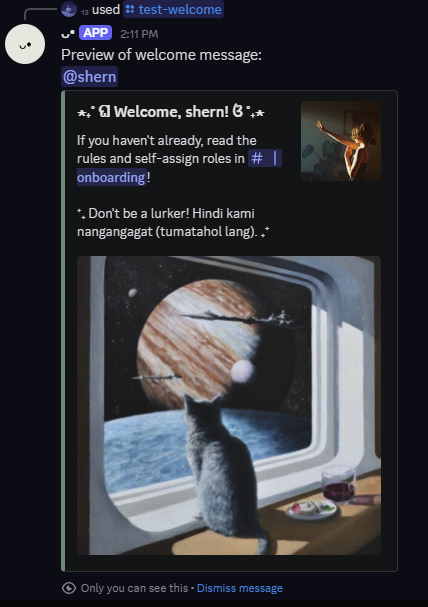 13 used test-welcome
ᴗ• APP 2:11 PM
Preview of welcome message:
@shern
⋆₊˚ Welcome, shern! ˚₊⋆
If you haven't already, read the
rules and self-assign roles in # |
onboarding!
⁺₊ Don't be a lurker! Hindi kami
nangangagat (tumatahol lang). ₊⁺
Only you can see this • Dismiss message